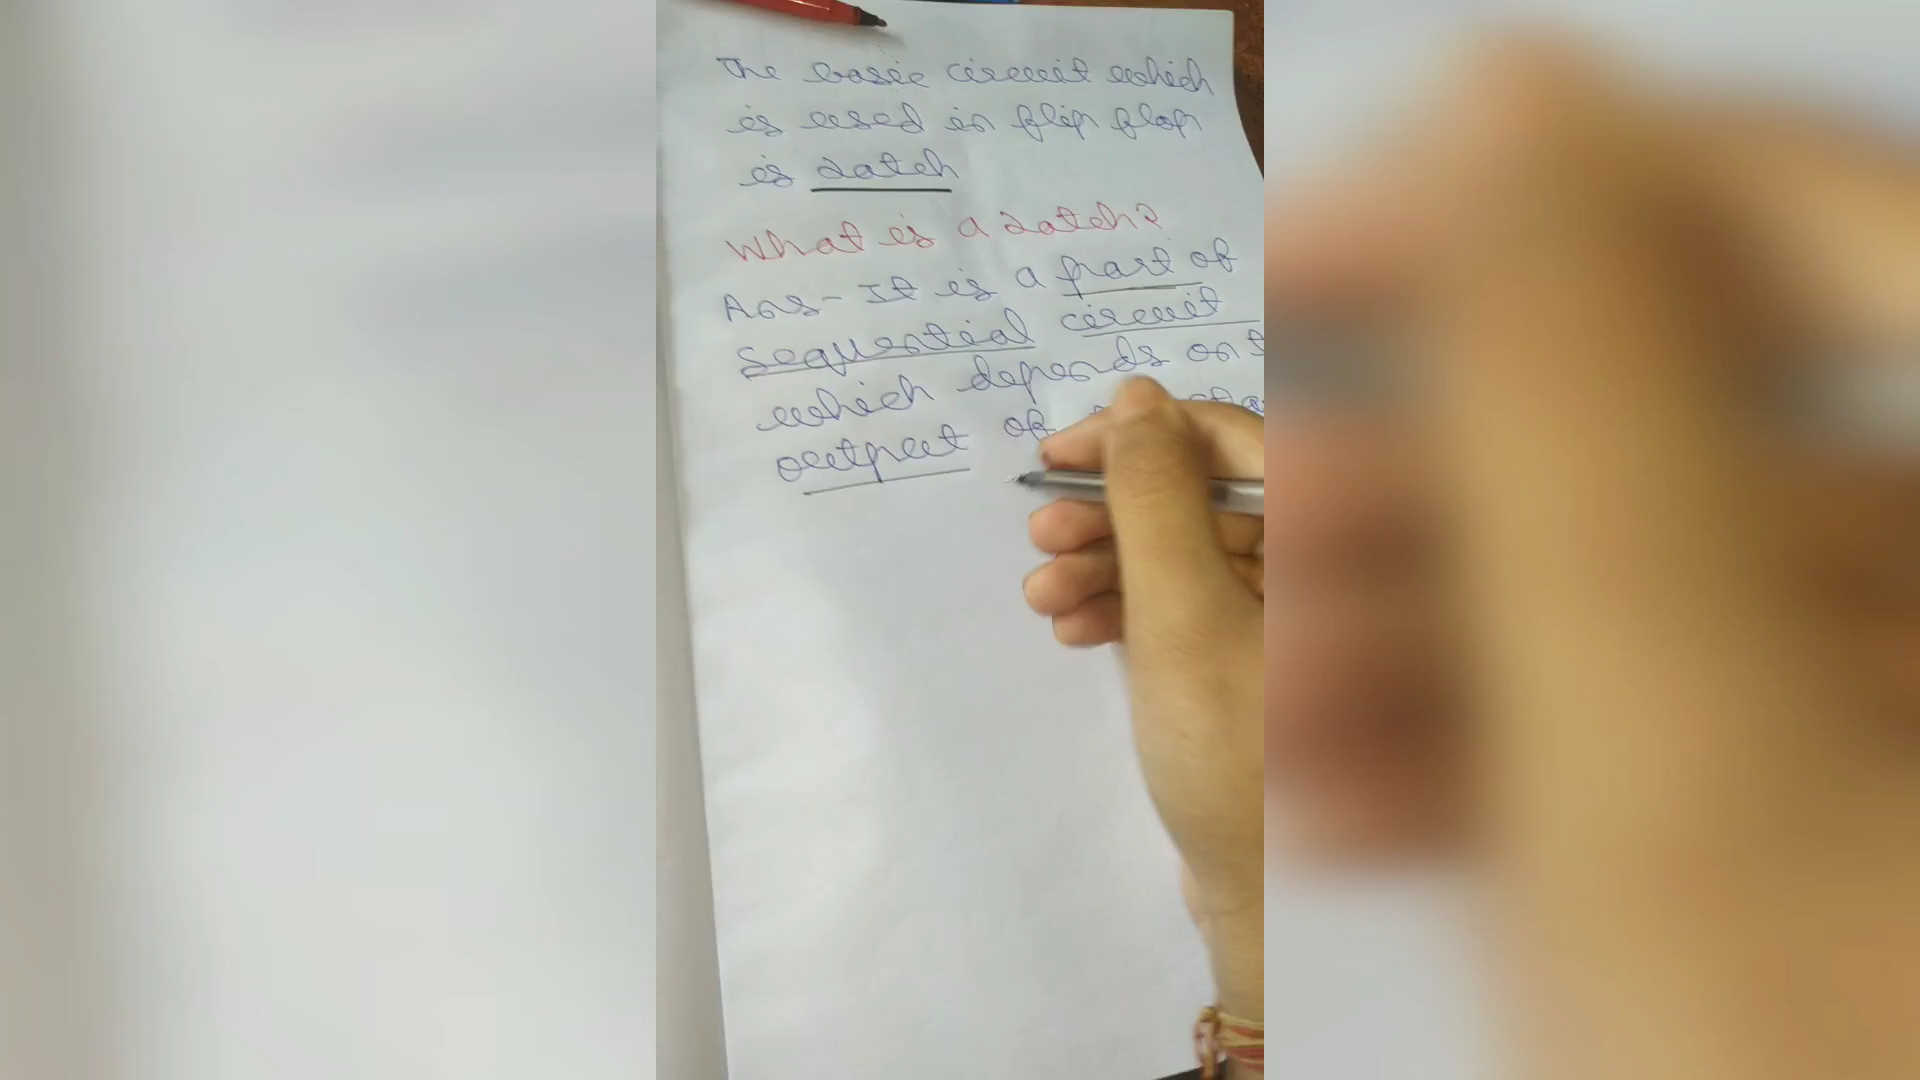 The basic circuit which
is used in flip flop
is Latch
What is a Latch?
Ans- It is a part of
sequential circuit
which depends on
output of